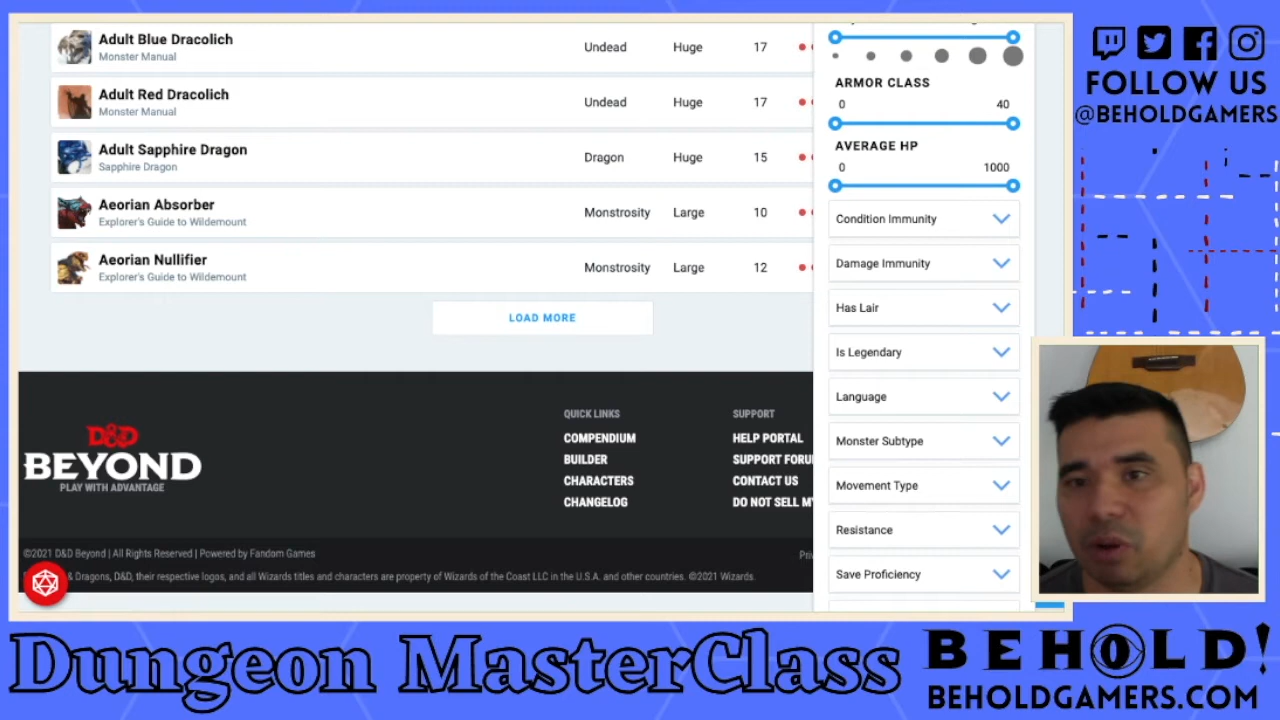 Adult Blue Dracolich
Monster Manual
Undead Huge 17
Adult Red Dracolich
Monster Manual
Undead Huge 17
Adult Sapphire Dragon
Sapphire Dragon
Dragon Huge 15
Aeorian Absorber
Explorer's Guide to Wildemount
Monstrosity Large 10
Aeorian Nullifier
Explorer's Guide to Wildemount
Monstrosity Large 12
LOAD MORE
ARMOR CLASS
0 40
AVERAGE HP
0 1000
Condition Immunity
Damage Immunity
Has Lair
Is Legendary
Language
Monster Subtype
Movement Type
Resistance
Save Proficiency
D&D
BEYOND
PLAY WITH ADVANTAGE
QUICK LINKS
COMPENDIUM
BUILDER
CHARACTERS
CHANGELOG
SUPPORT
HELP PORTAL
SUPPORT FORU
CONTACT US
DO NOT SELL M
©2021 D&D Beyond | All Rights Reserved | Powered by Fandom Games
Priv
& Dragons, D&D, their respective logos, and all Wizards titles and characters are property of Wizards of the Coast LLC in the U.S.A. and other countries. ©2021 Wizards.
FOLLOW US
@BEHOLDGAMERS
Dungeon MasterClass
BEHOLD!
BEHOLDGAMERS.COM